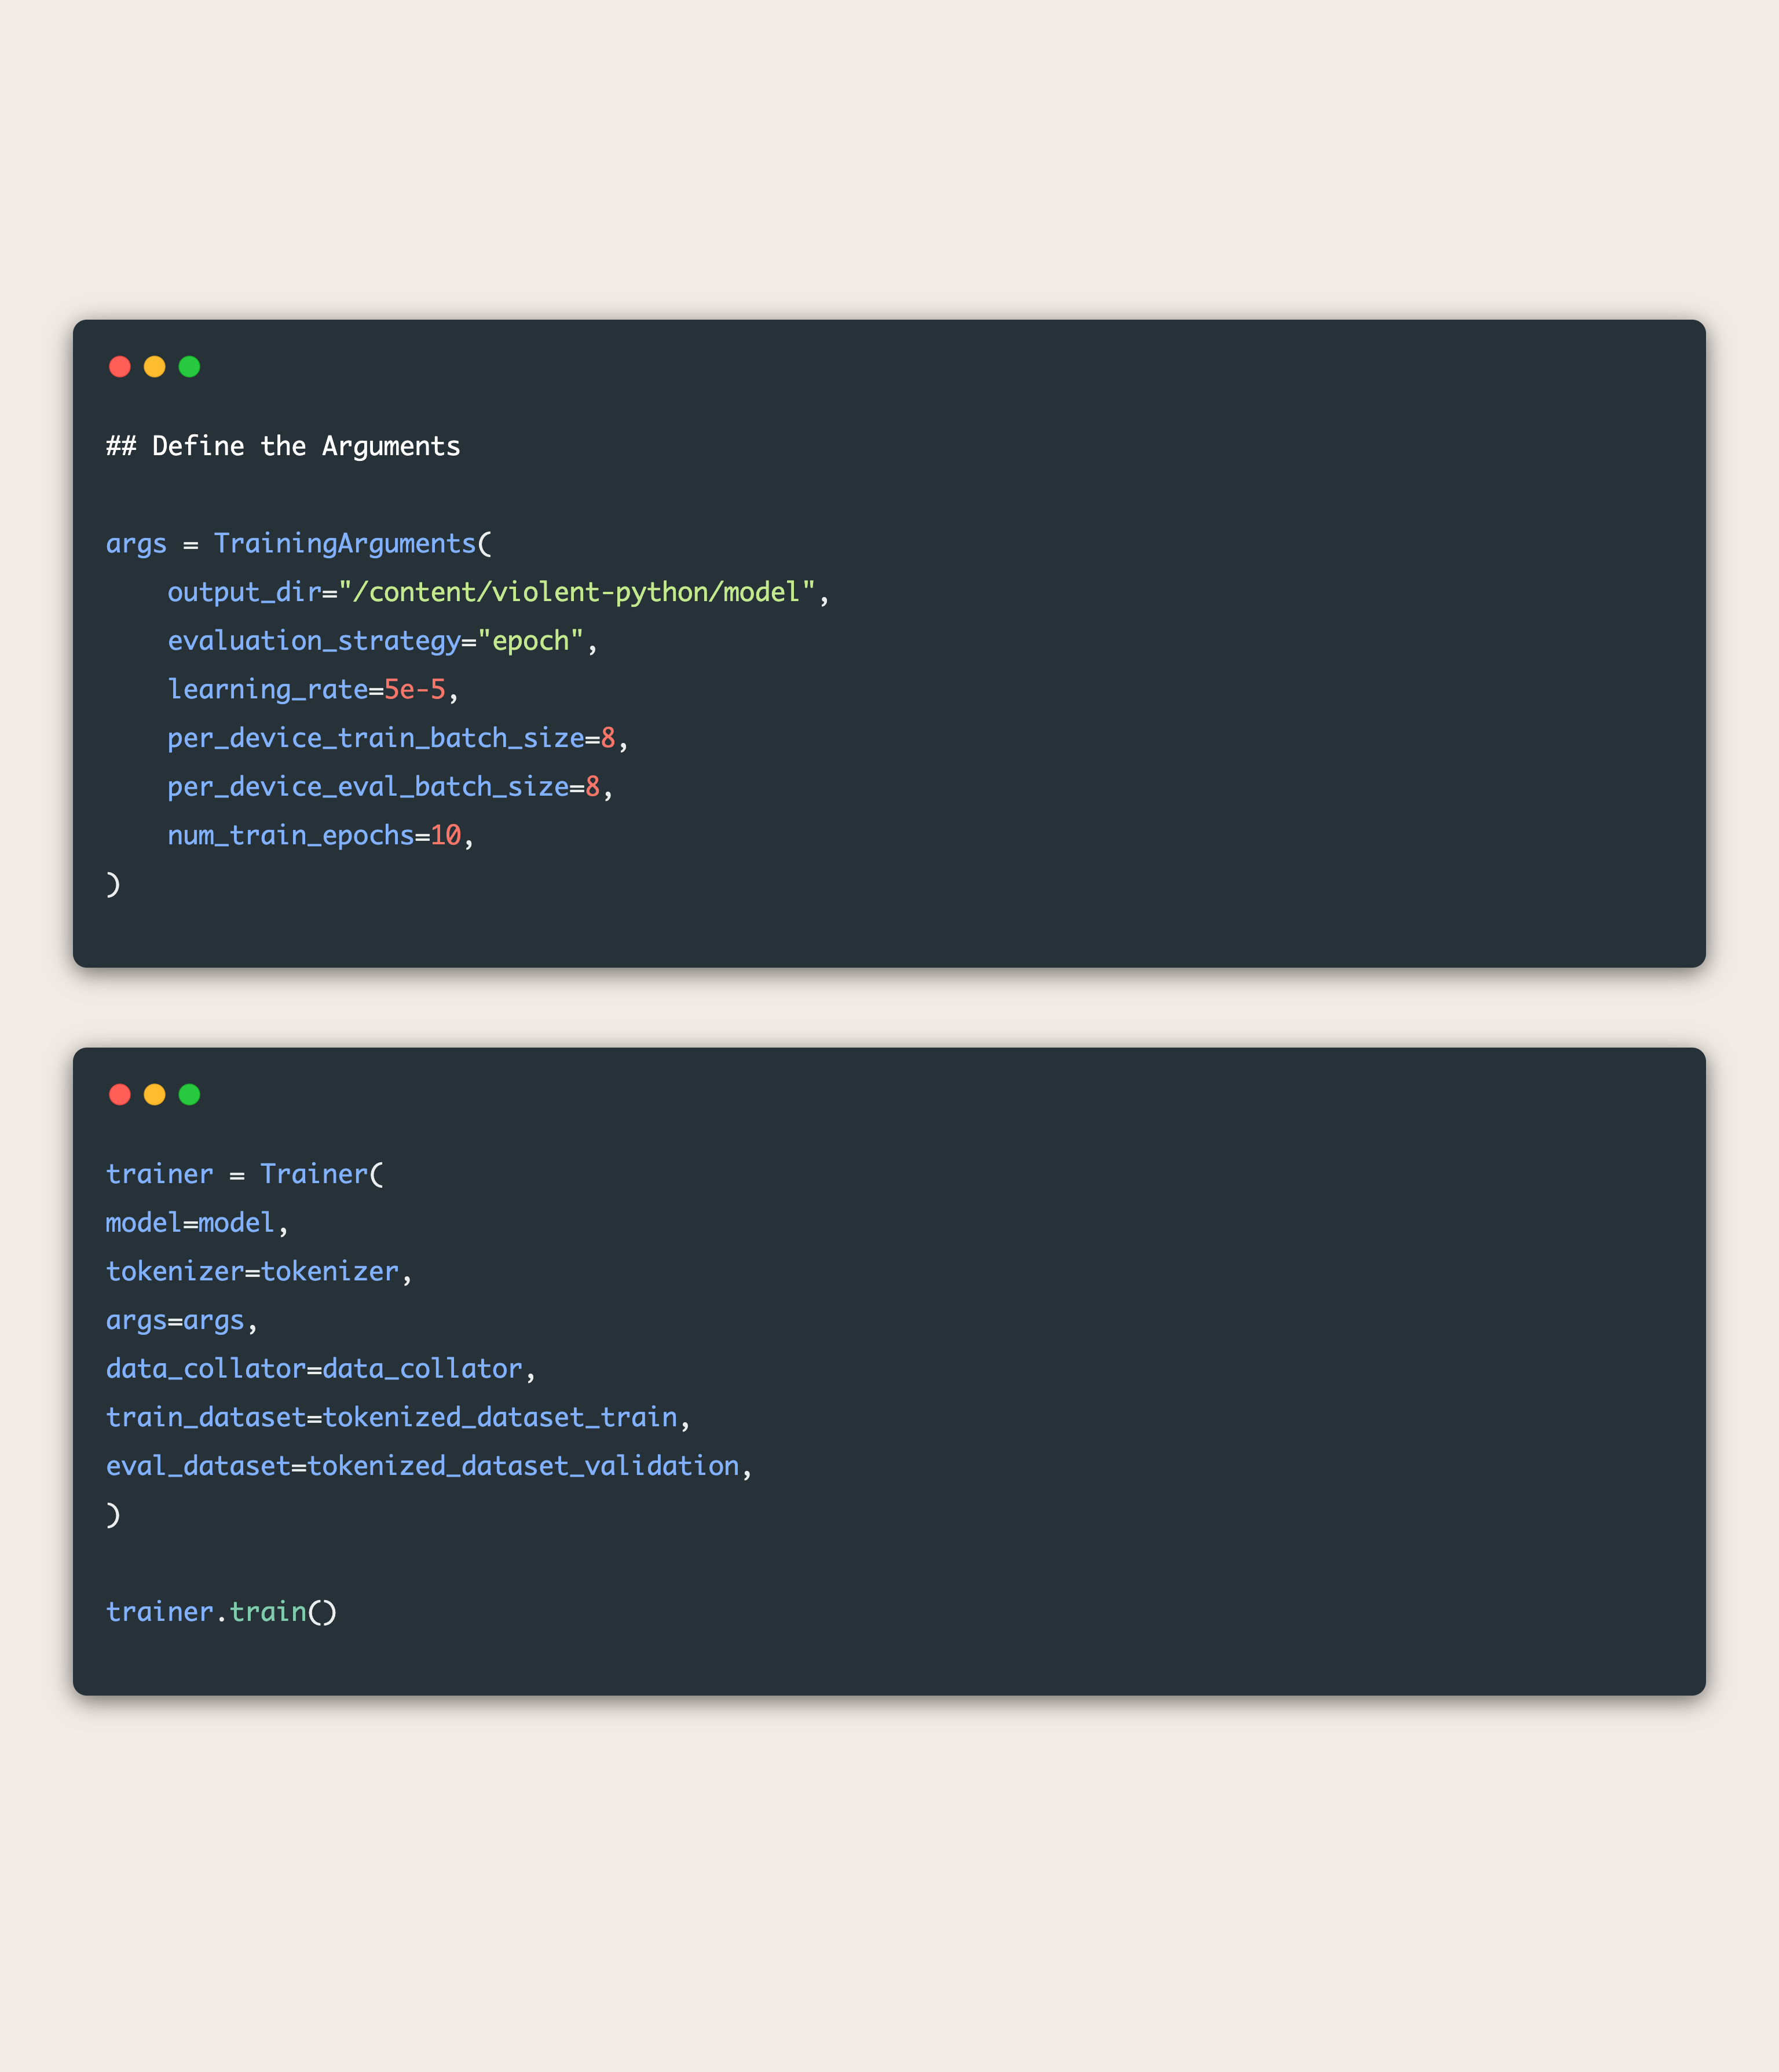 ## Define the Arguments
args = TrainingArguments(
    output_dir="/content/violent-python/model",
    evaluation_strategy="epoch",
    learning_rate=5e-5,
    per_device_train_batch_size=8,
    per_device_eval_batch_size=8,
    num_train_epochs=10,
)
trainer = Trainer(
model=model,
tokenizer=tokenizer,
args=args,
data_collator=data_collator,
train_dataset=tokenized_dataset_train,
eval_dataset=tokenized_dataset_validation,
)
trainer.train()